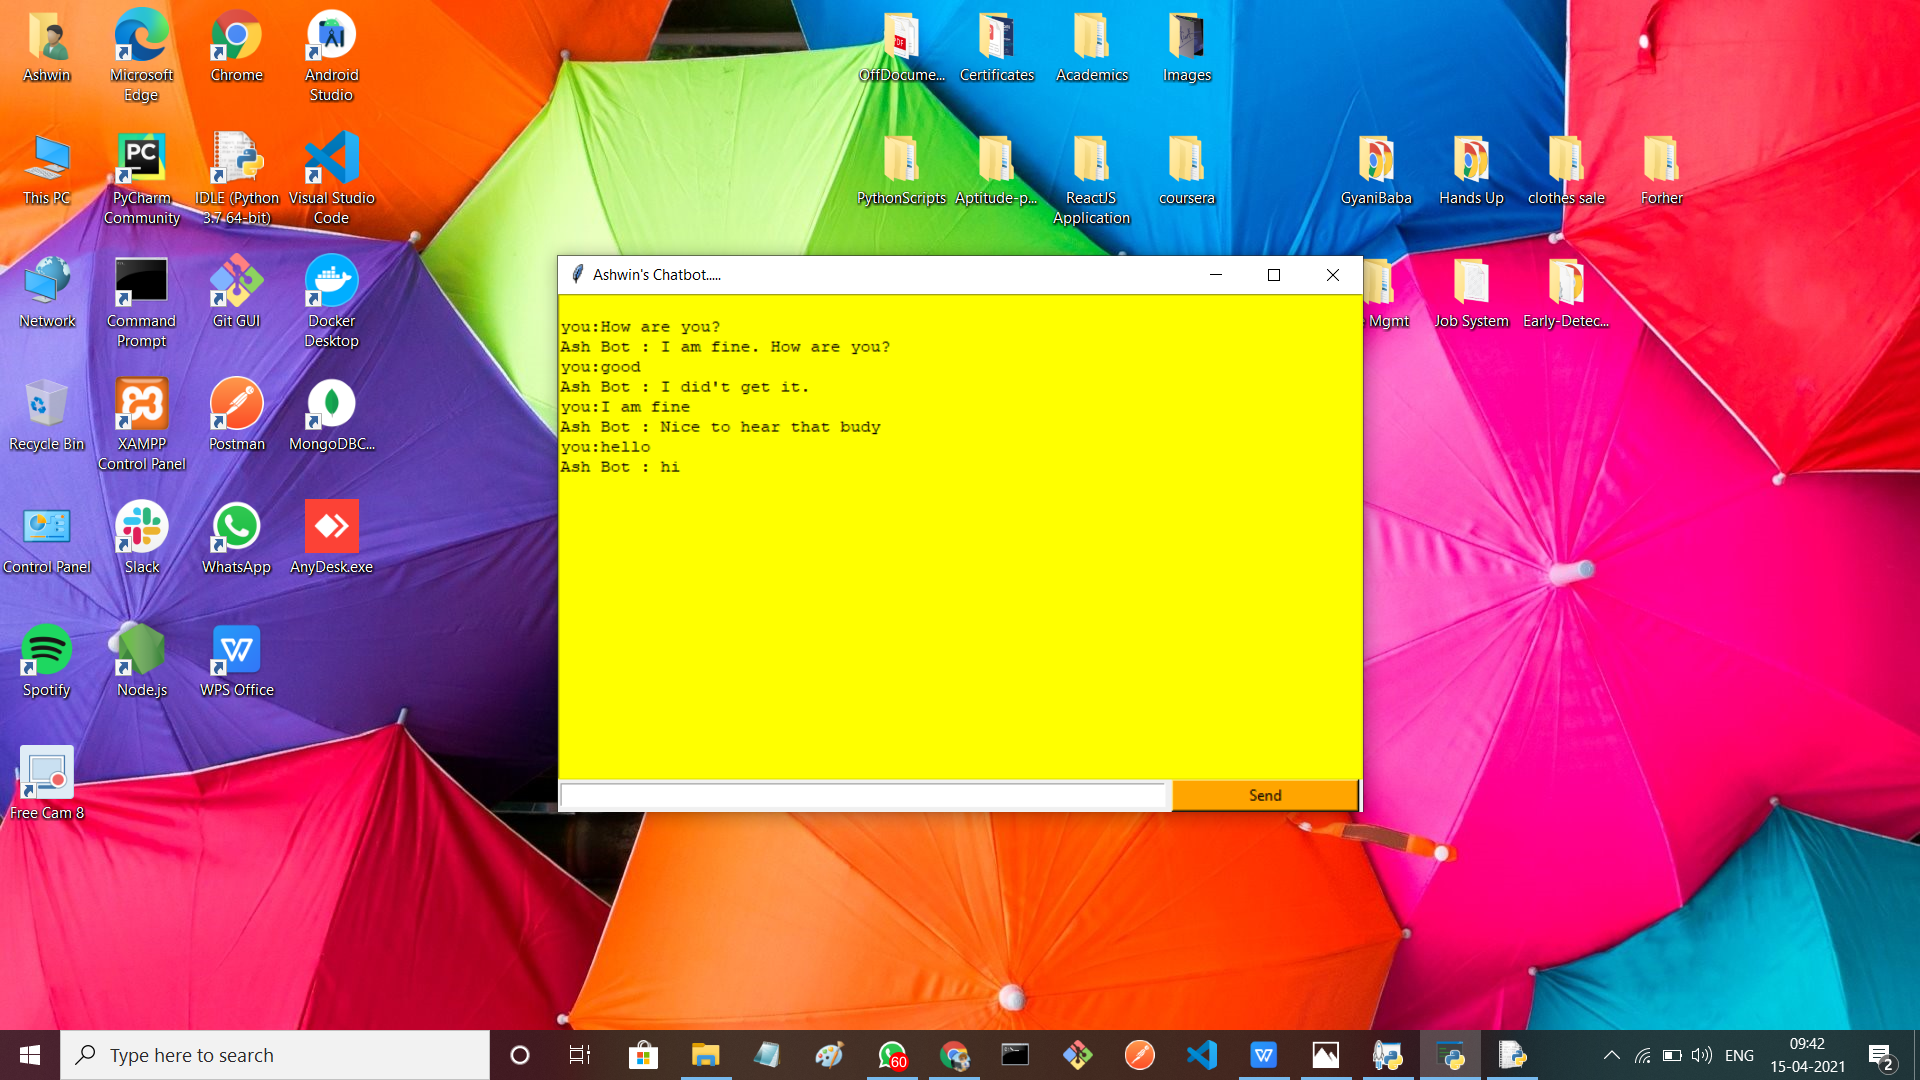 Ashwin
Microsoft
Edge
Chrome
Android
Studio
OffDocume...
Certificates
Academics
Images
This PC
PC
PyCharm
Community
IDLE (Python
3.7 64-bit)
Visual Studio
Code
PythonScripts
Aptitude-p...
ReactJS
Application
coursera
GyaniBaba
Hands Up
clothes sale
Forher
Network
Command
Prompt
Git GUI
Docker
Desktop
Mgmt
Job System
Early-Detec...
Recycle Bin
XAMPP
Control Panel
Postman
MongoDBC...
Control Panel
Slack
WhatsApp
AnyDesk.exe
Spotify
Node.js
WPS Office
Free Cam 8
Ashwin's Chatbot.....
you:How are you?
Ash Bot : I am fine. How are you?
you:good
Ash Bot : I did't get it.
you:I am fine
Ash Bot : Nice to hear that budy
you:hello
Ash Bot : hi
Send
Type here to search
60
ENG
09:42
15-04-2021
2